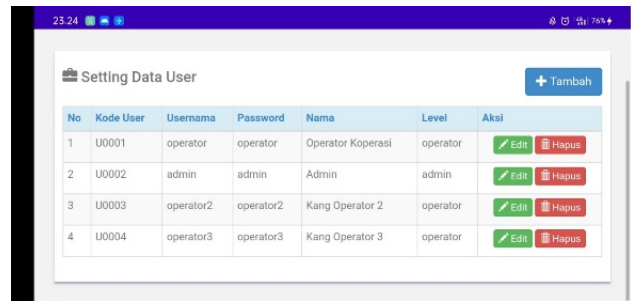 23.24 76%
Setting Data User
+ Tambah
No Kode User Usernama Password Nama Level Aksi
1 U0001 operator operator Operator Koperasi operator Edit Hapus
2 U0002 admin admin Admin admin Edit Hapus
3 U0003 operator2 operator2 Kang Operator 2 operator Edit Hapus
4 U0004 operator3 operator3 Kang Operator 3 operator Edit Hapus